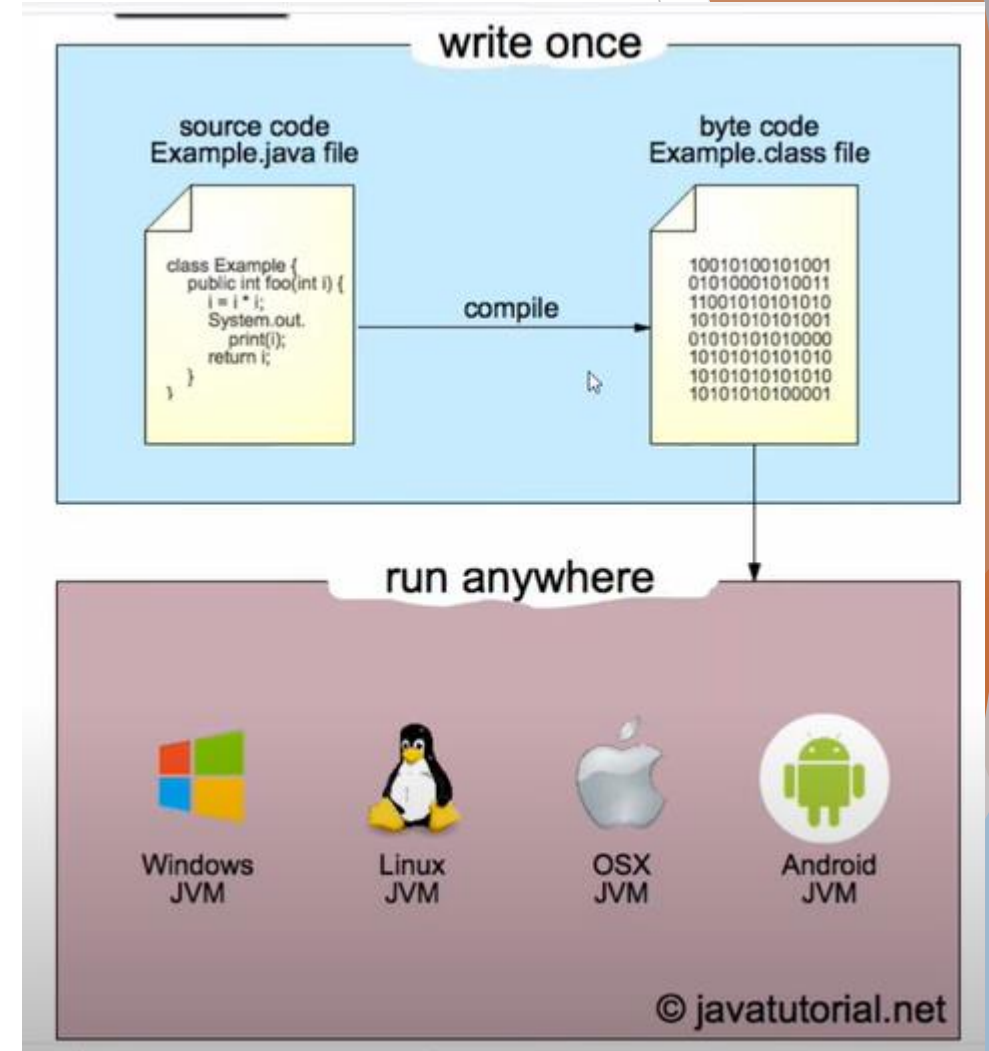 write once
source code
Example.java file
class Example {
public int foo(int i) {
i = i * i;
System.out.
print(i);
return i;
}
}
compile
byte code
Example.class file
10010100101001
01010001010011
11001010101010
10101010101001
01010101010000
10101010101010
10101010101010
10101010100001
run anywhere
Windows
JVM
Linux
JVM
OSX
JVM
Android
JVM
© javatutorial.net